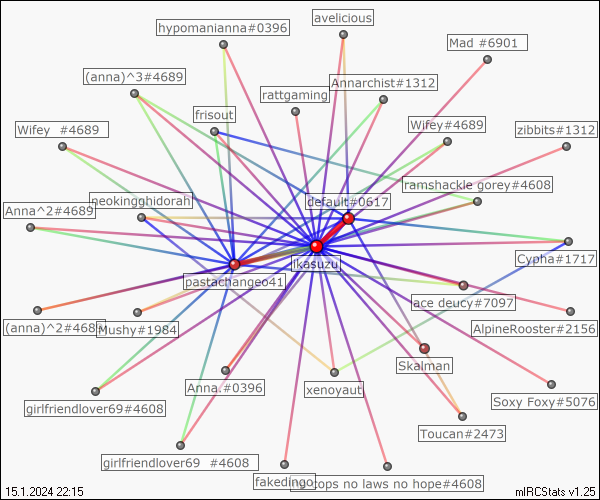 avelicious
hypomanianna#0396
Mad #6901
(anna)^3#4689
Annarchist#1312
rattgaming
frisout
Wifey #4689
Wifey#4689
zibbits#1312
ramshackle gorey#4608
neokingghidorah
default#0617
Anna^2#4689
Cypha#1717
ikasuzu
pastachangeo41
ace deucy#7097
(anna)^2#4689
Mushy#1984
AlpineRooster#2156
Skalman
Anna.#0396
xenoyaut
Soxy Foxy#5076
girlfriendlover69#4608
Toucan#2473
girlfriendlover69 #4608
fakedingo
cops no laws no hope#4608
15.1.2024 22:15
mIRCStats v1.25